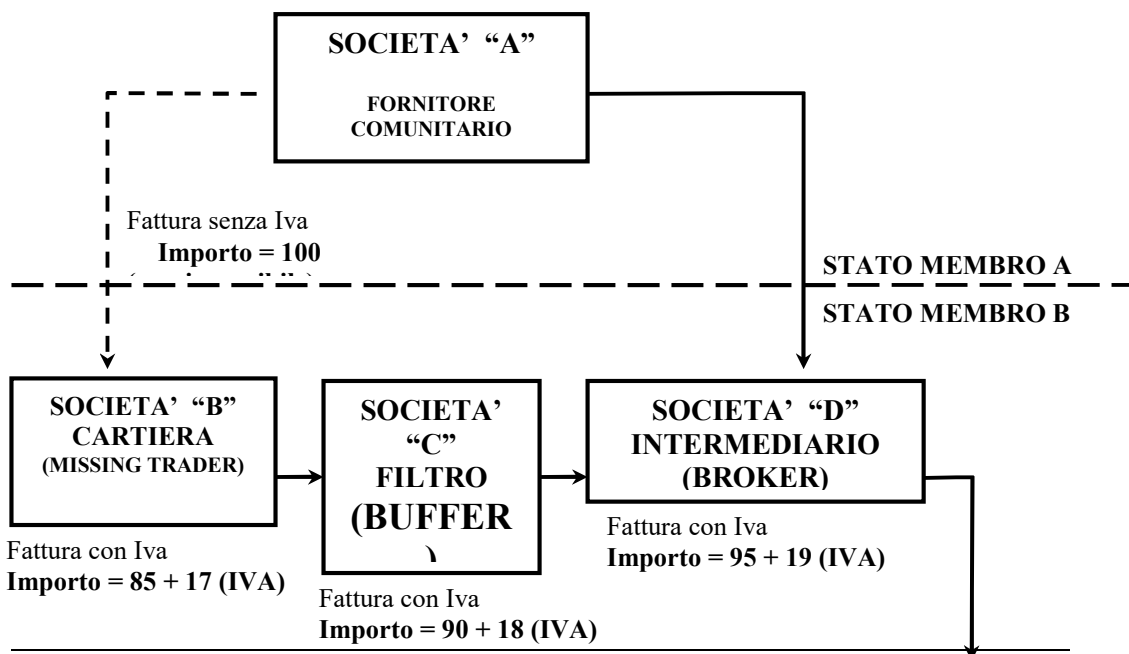 SOCIETA’ “A”
FORNITORE
COMUNITARIO
Fattura senza Iva
Importo = 100
STATO MEMBRO A
STATO MEMBRO B
SOCIETA’ “B”
CARTIERA
(MISSING TRADER)
SOCIETA’
“C”
FILTRO
(BUFFER
)
SOCIETA’ “D”
INTERMEDIARIO
(BROKER)
Fattura con Iva
Importo = 85 + 17 (IVA)
Fattura con Iva
Importo = 90 + 18 (IVA)
Fattura con Iva
Importo = 95 + 19 (IVA)